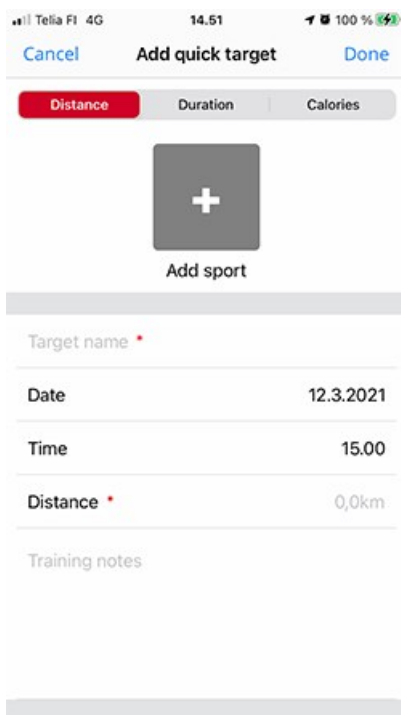 Telia FI 4G 14.51 100 %
Cancel Add quick target Done
Distance Duration Calories
Add sport
Target name *
Date 12.3.2021
Time 15.00
Distance * 0,0km
Training notes